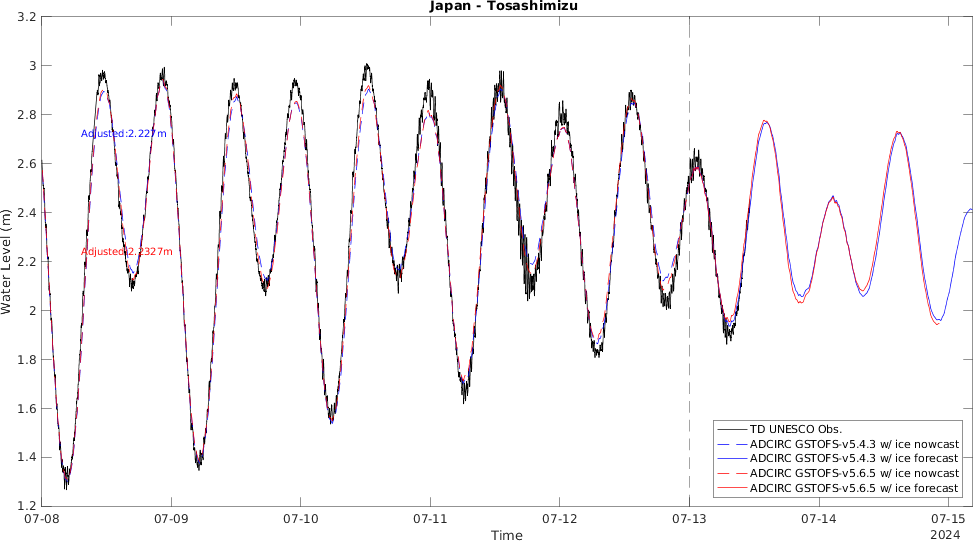 Japan - Tosashimizu
3.2
3
2.8
2.6
2.4
2.2
2
1.8
1.6
1.4
1.2
Water Level (m)
Adjusted:2.227m
Adjusted:2.2327m
TD UNESCO Obs.
ADCIRC GSTOFS-v5.4.3 w/ ice nowcast
ADCIRC GSTOFS-v5.4.3 w/ ice forecast
ADCIRC GSTOFS-v5.6.5 w/ ice nowcast
ADCIRC GSTOFS-v5.6.5 w/ ice forecast
07-08 07-09 07-10 07-11 07-12 07-13 07-14 07-15
Time
2024